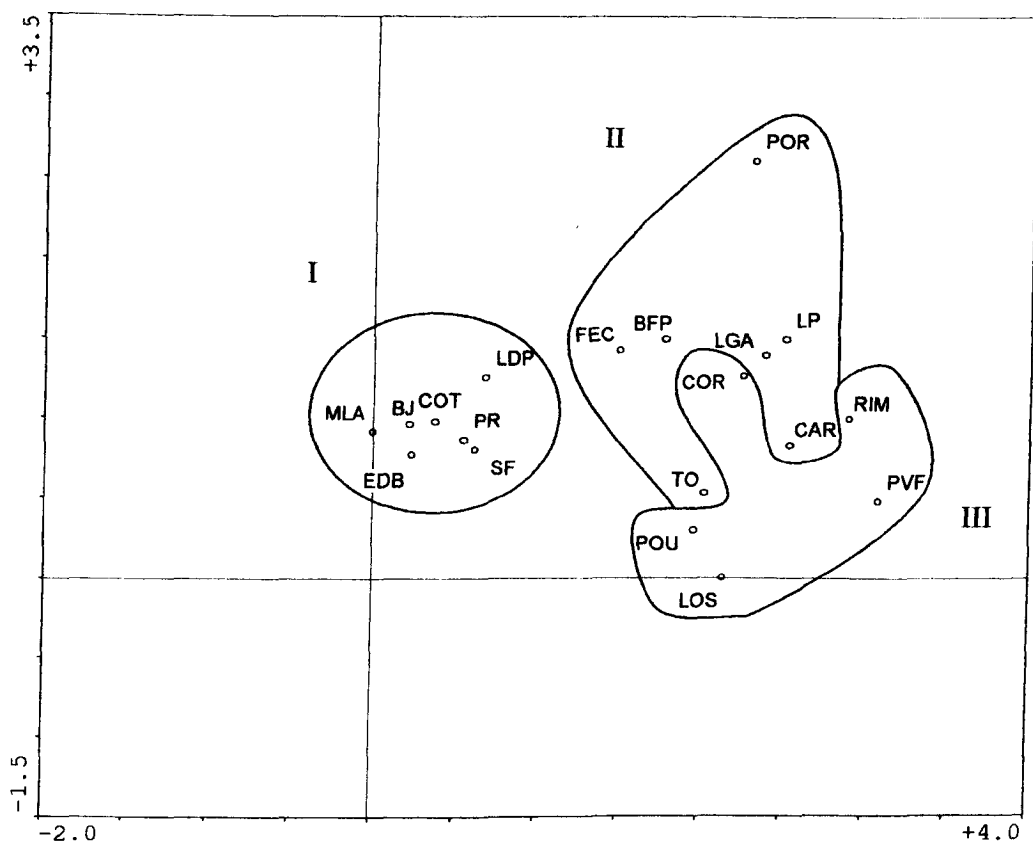 +3.5
II
POR
I
FEC
BFP
LGA
LP
LDP
COR
MLA
BJ
COT
PR
RIM
CAR
SF
EDB
TO
PVF
III
POU
LOS
-1.5
-2.0
+4.0